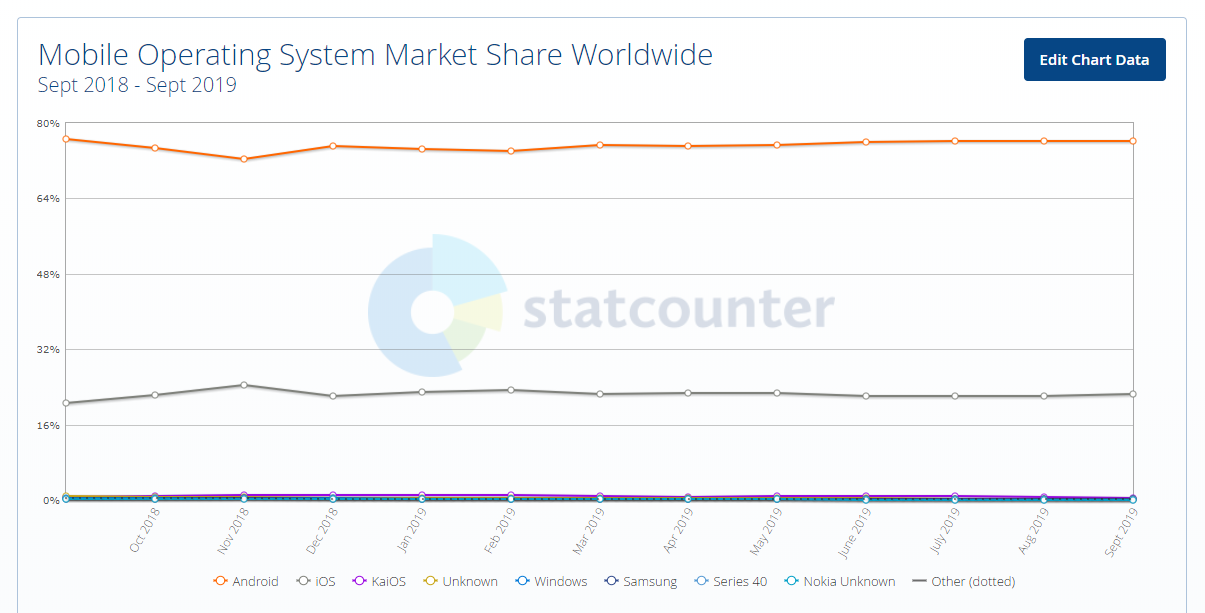 Mobile Operating System Market Share Worldwide
Sept 2018 - Sept 2019
Edit Chart Data
80%
64%
48%
statcounter
32%
16%
0%
Oct 2018
Nov 2018
Dec 2018
Jan 2019
Feb 2019
Mar 2019
Apr 2019
May 2019
June 2019
July 2019
Aug 2019
Sept 2019
Android iOS KaiOS Unknown Windows Samsung Series 40 Nokia Unknown Other (dotted)